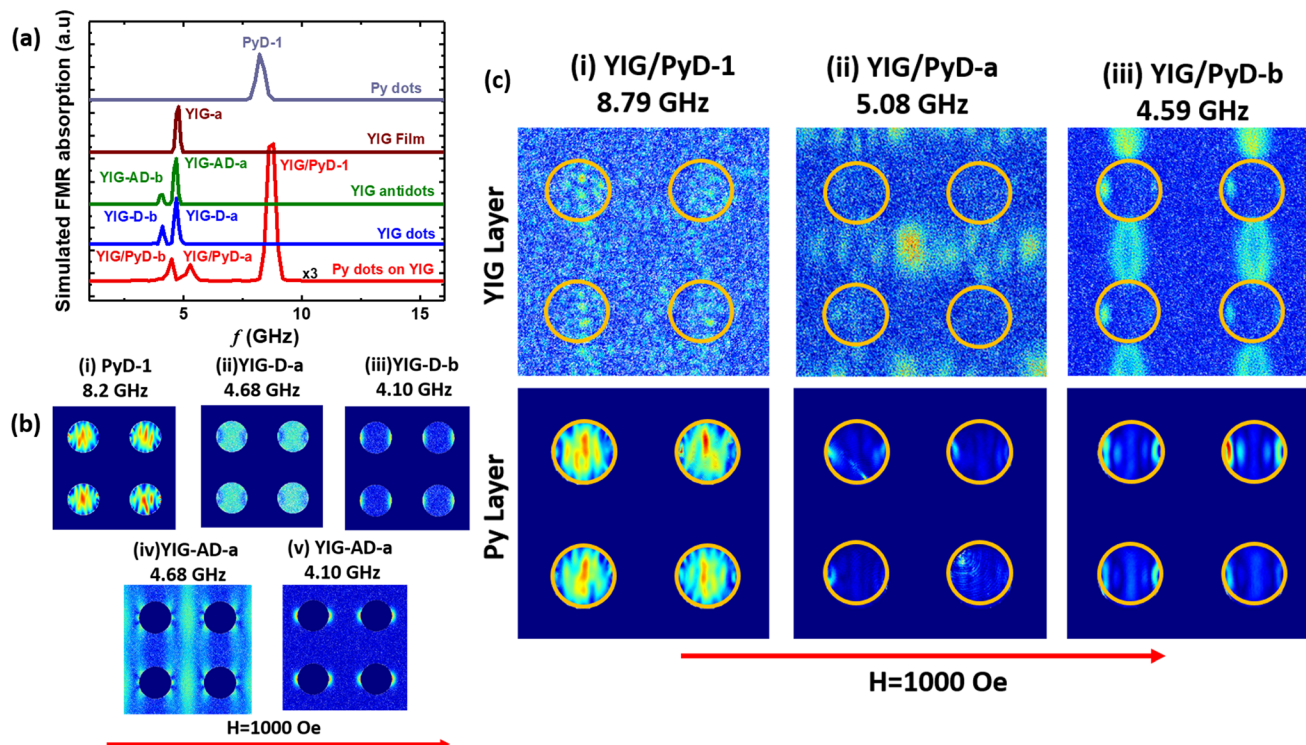 (a)
Simulated FMR absorption (a.u)
PyD-1
Py dots
YIG-a
YIG Film
YIG-AD-a
YIG/PyD-1
YIG-AD-b
YIG antidots
YIG-D-b
YIG-D-a
YIG dots
YIG/PyD-b
YIG/PyD-a
Py dots on YIG
x3
5
10
15
f (GHz)
(b)
(i) PyD-1
8.2 GHz
(ii)YIG-D-a
4.68 GHz
(iii)YIG-D-b
4.10 GHz
(iv)YIG-AD-a
4.68 GHz
(v) YIG-AD-a
4.10 GHz
H=1000 Oe
(c)
(i) YIG/PyD-1
8.79 GHz
(ii) YIG/PyD-a
5.08 GHz
(iii) YIG/PyD-b
4.59 GHz
YIG Layer
Py Layer
H=1000 Oe